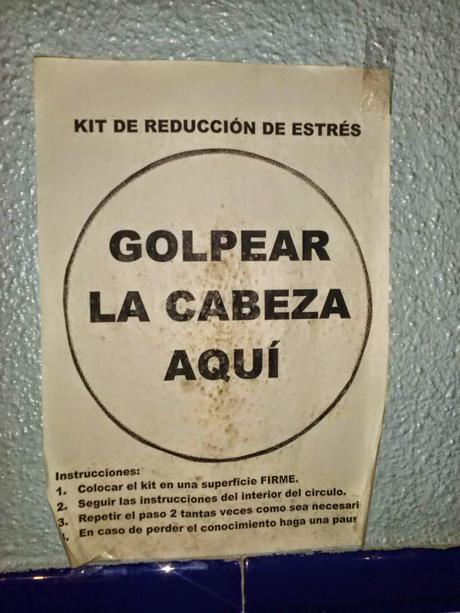 KIT DE REDUCCIÓN DE ESTRÉS
GOLPEAR
LA CABEZA
AQUÍ
Instrucciones:
1. Colocar el kit en una superficie FIRME.
2. Seguir las instrucciones del interior del circulo.
3. Repetir el paso 2 tantas veces como sea necesari
. En caso de perder el conocimiento haga una paus